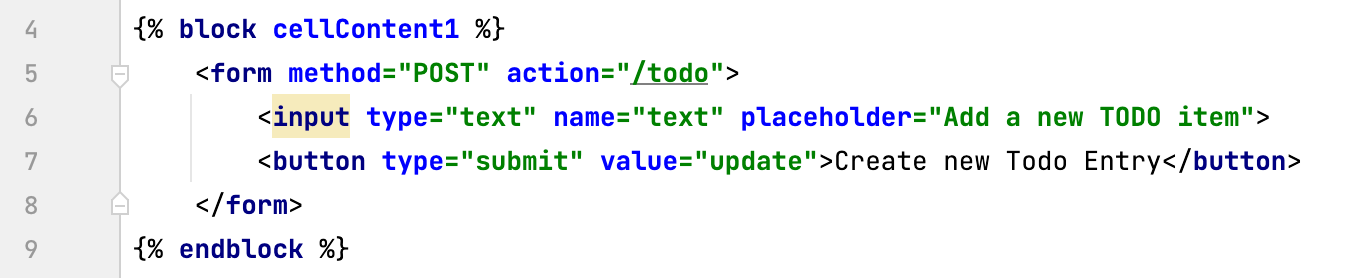 4 {% block cellContent1 %}
5 <form method="POST" action="/todo">
6 <input type="text" name="text" placeholder="Add a new TODO item">
7 <button type="submit" value="update">Create new Todo Entry</button>
8 </form>
9 {% endblock %}